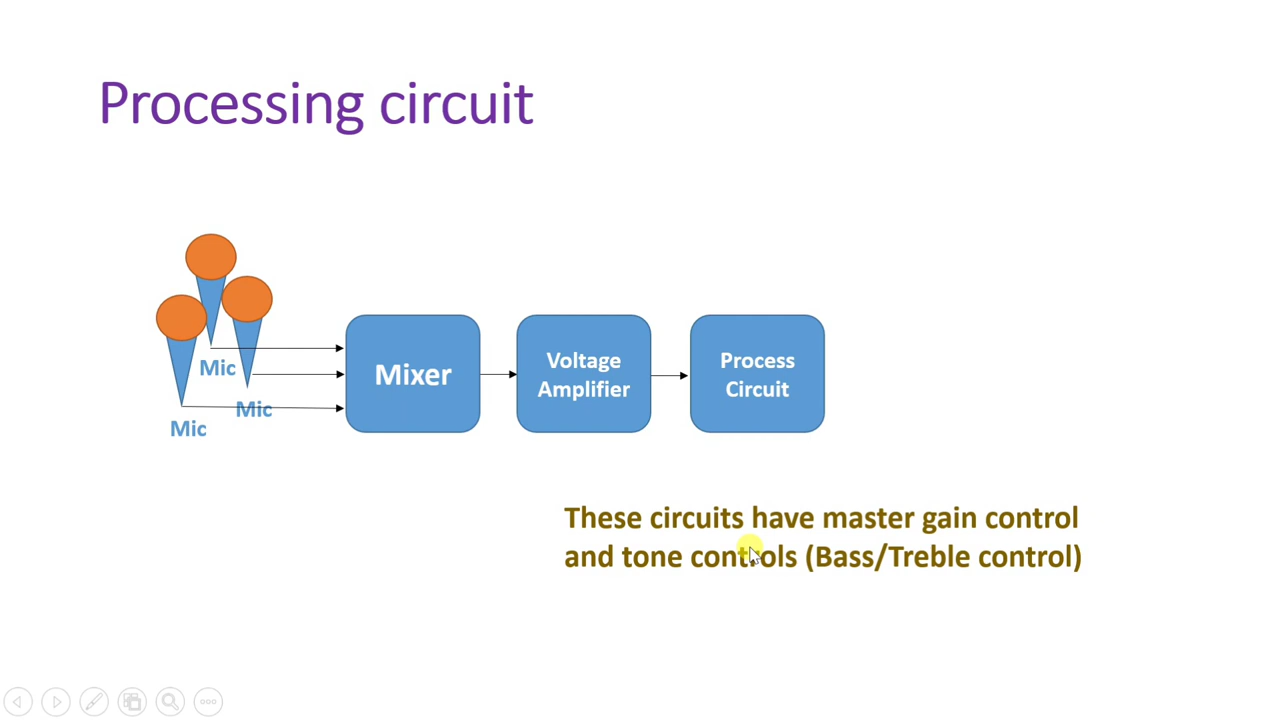 Processing circuit
Mic
Mic
Mic
Mixer
Voltage
Amplifier
Process
Circuit
These circuits have master gain control
and tone controls (Bass/Treble control)